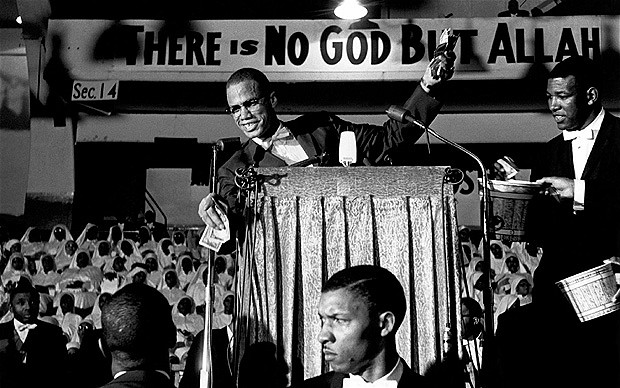 THERE IS NO GOD BUT ALLAH
SEC. 14